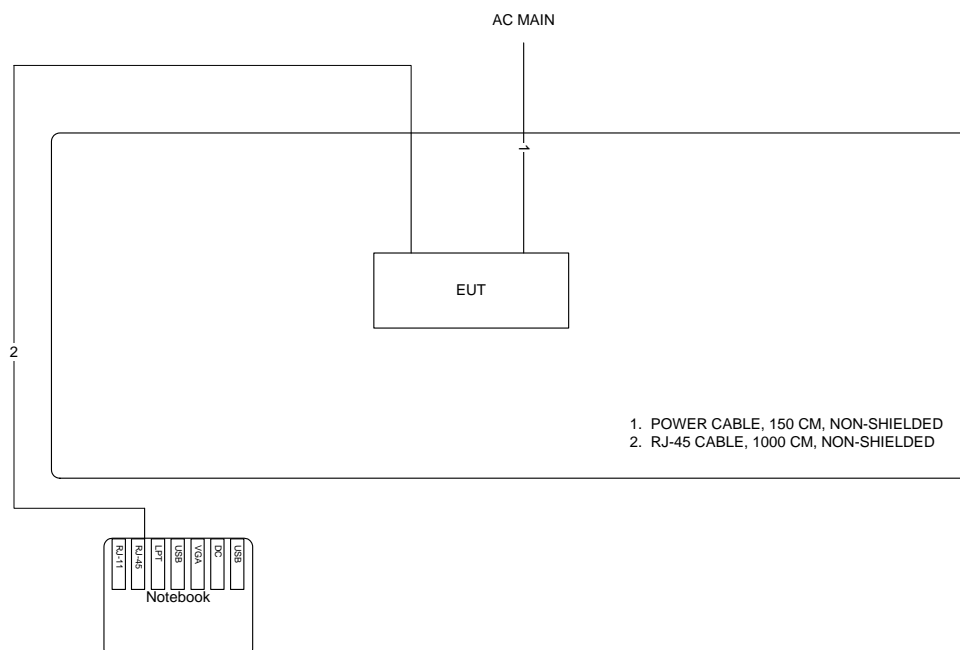 AC MAIN
1
EUT
2
1. POWER CABLE, 150 CM, NON-SHIELDED
2. RJ-45 CABLE, 1000 CM, NON-SHIELDED
RJ-11
RJ-45
LPT
USB
VGA
DC
USB
Notebook